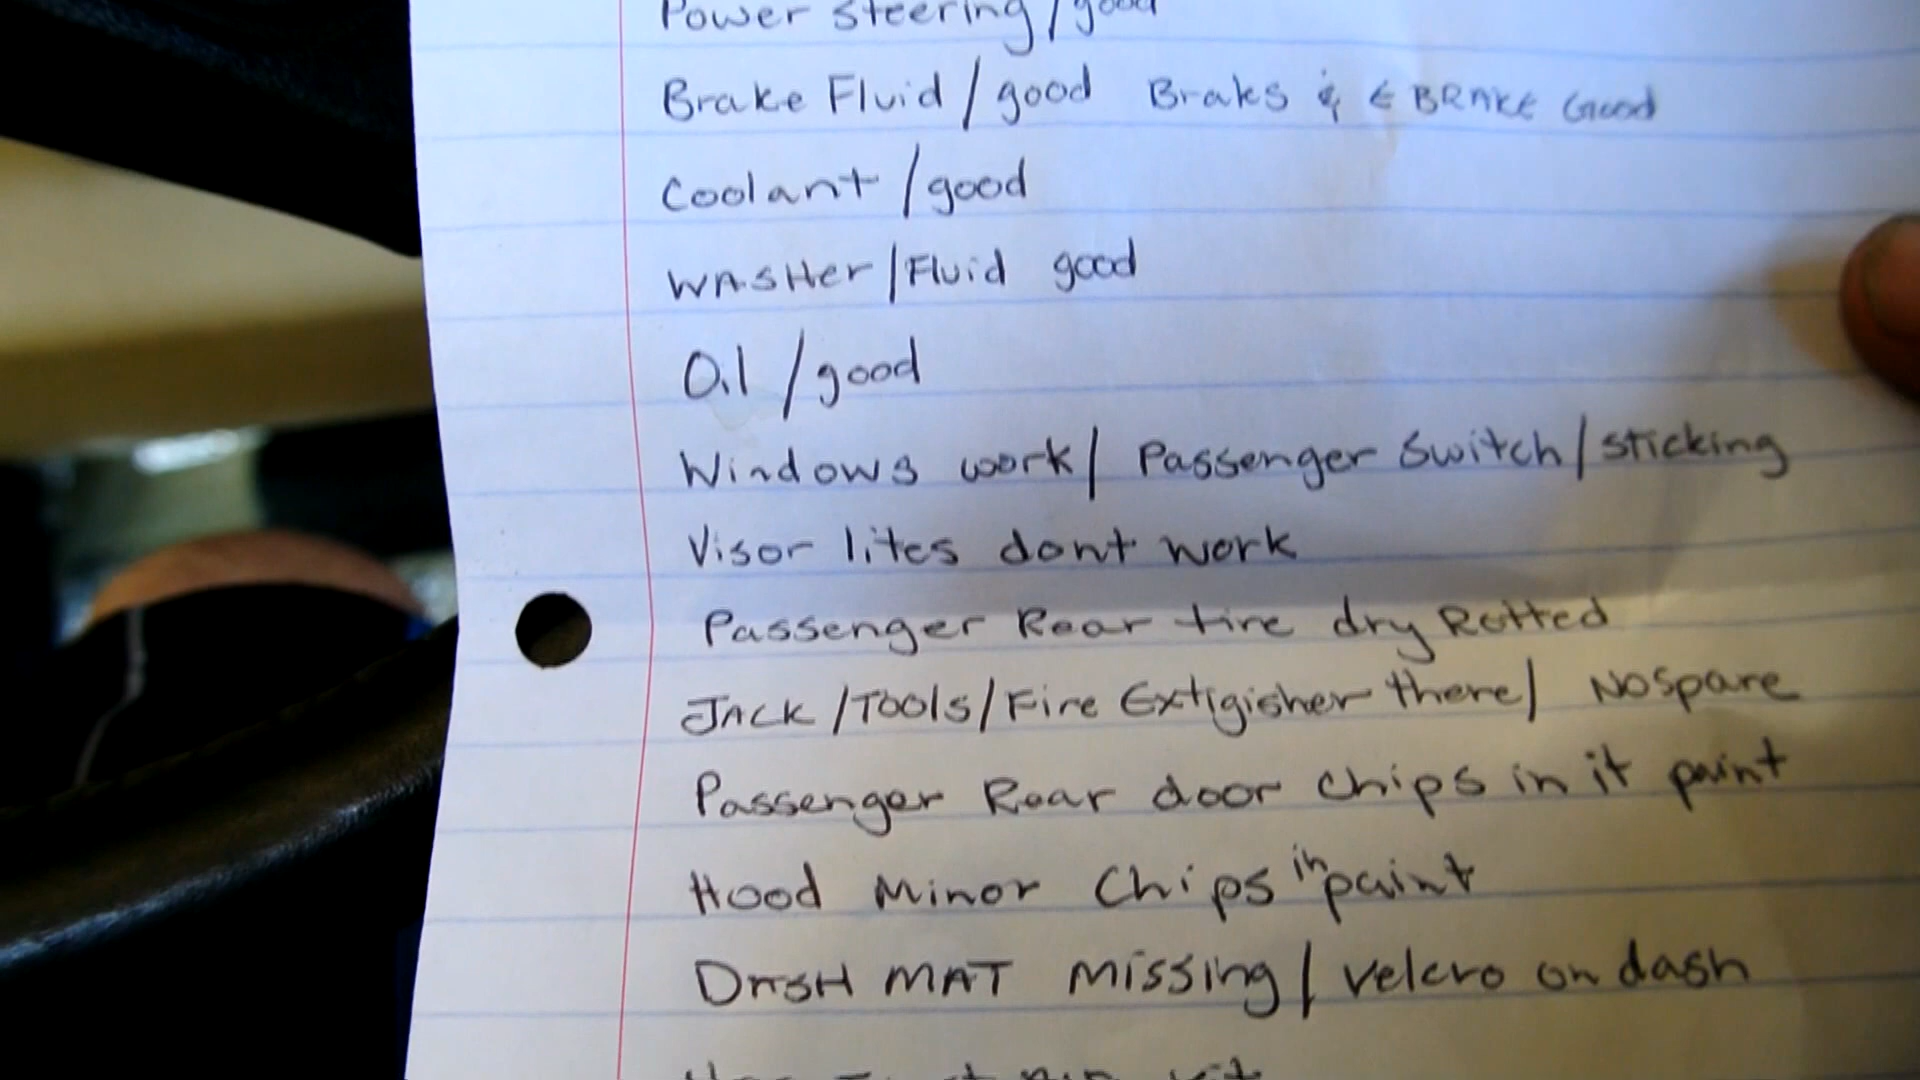 Power Steering/good
Brake Fluid/good Braks & E BRAKE Good
Coolant/good
WASHer/Fluid good
Oil/good
Windows work/Passenger Switch/sticking
Visor lites dont work
Passenger Rear tire dry Rotted
JACK/TOOlS/Fire Extigisher there/ No spare
Passenger Rear door chips in it paint
Hood Minor Chips in paint
DASH MAT Missing/velcro on dash